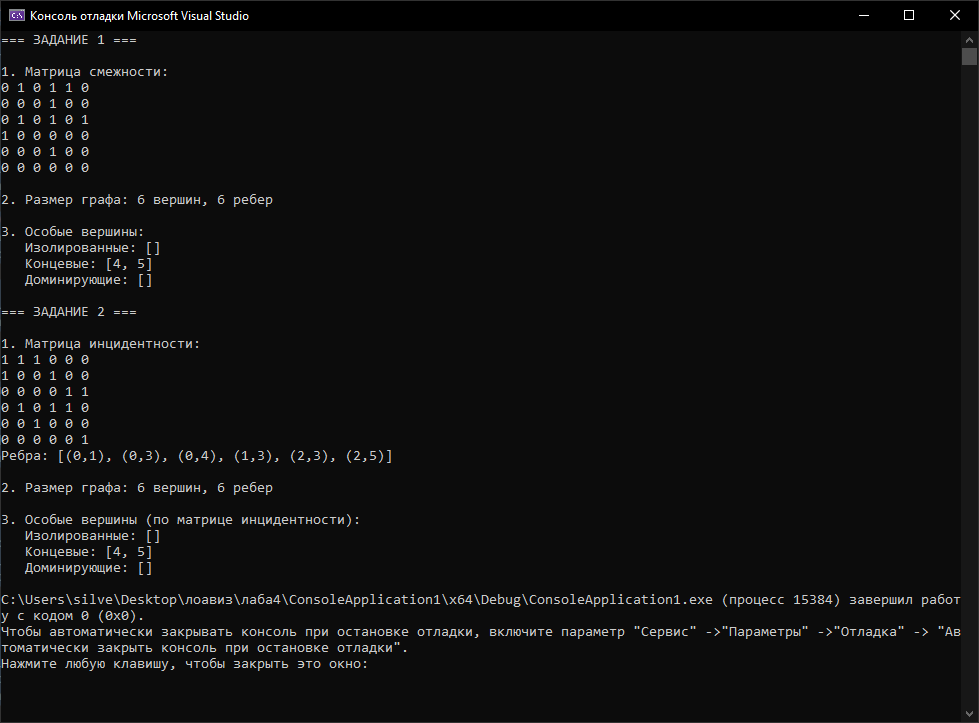 Консоль отладки Microsoft Visual Studio
=== ЗАДАНИЕ 1 ===
1. Матрица смежности:
0 1 0 1 1 0
0 0 0 1 0 0
0 1 0 1 0 1
1 0 0 0 0 0
0 0 0 1 0 0
0 0 0 0 0 0
2. Размер графа: 6 вершин, 6 ребер
3. Особые вершины:
Изолированные: []
Концевые: [4, 5]
Доминирующие: []
=== ЗАДАНИЕ 2 ===
1. Матрица инцидентности:
1 1 1 0 0 0
1 0 0 1 0 0
0 0 0 0 1 1
0 1 0 1 1 0
0 0 1 0 0 0
0 0 0 0 0 1
Ребра: [(0,1), (0,3), (0,4), (1,3), (2,3), (2,5)]
2. Размер графа: 6 вершин, 6 ребер
3. Особые вершины (по матрице инцидентности):
Изолированные: []
Концевые: [4, 5]
Доминирующие: []
C:\Users\silve\Desktop\лоавиз\лаба4\ConsoleApplication1\x64\Debug\ConsoleApplication1.exe (процесс 15384) завершил работ
у с кодом 0 (0x0).
Чтобы автоматически закрывать консоль при остановке отладки, включите параметр "Сервис" ->"Параметры" ->"Отладка" -> "Ав
томатически закрыть консоль при остановке отладки".
Нажмите любую клавишу, чтобы закрыть это окно: